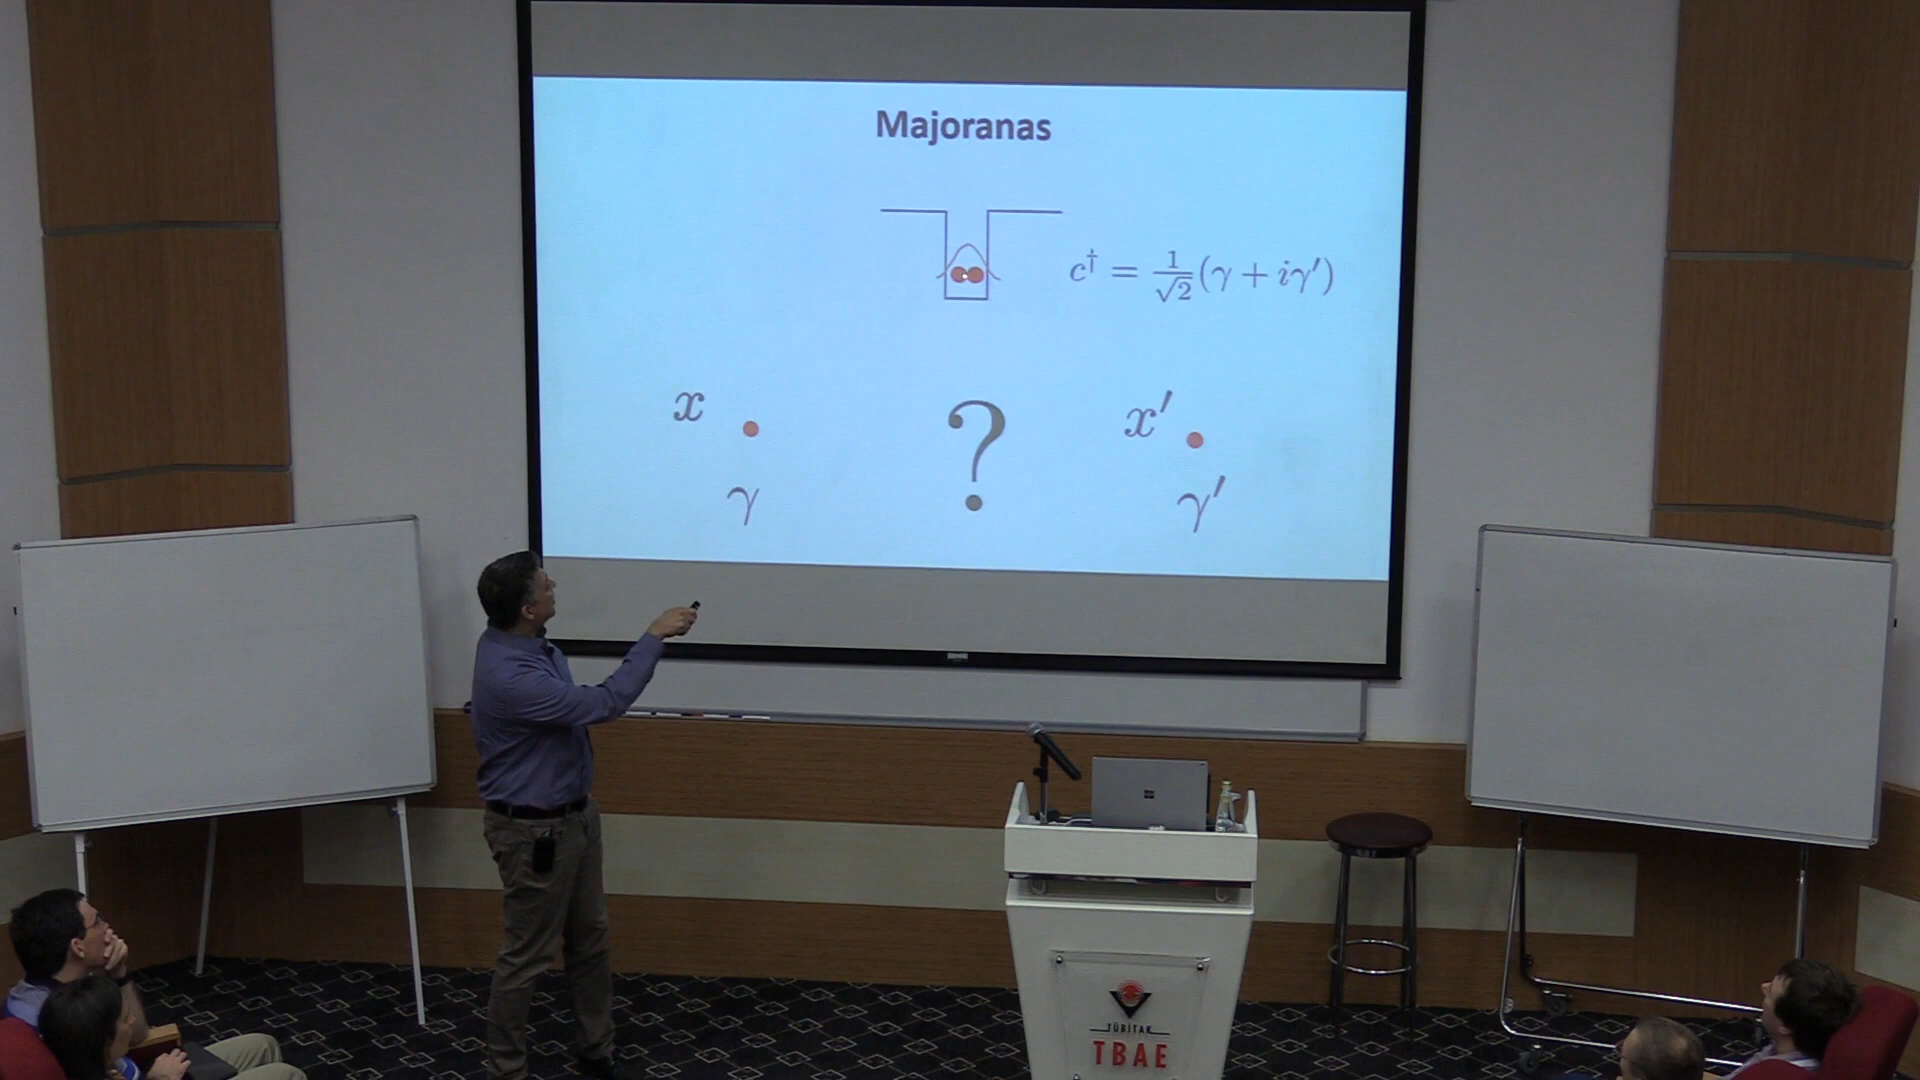 Majoranas
c† = 1/√2 (γ + iγ′)
x
x′
?
γ
γ′
TÜBİTAK
TBAE